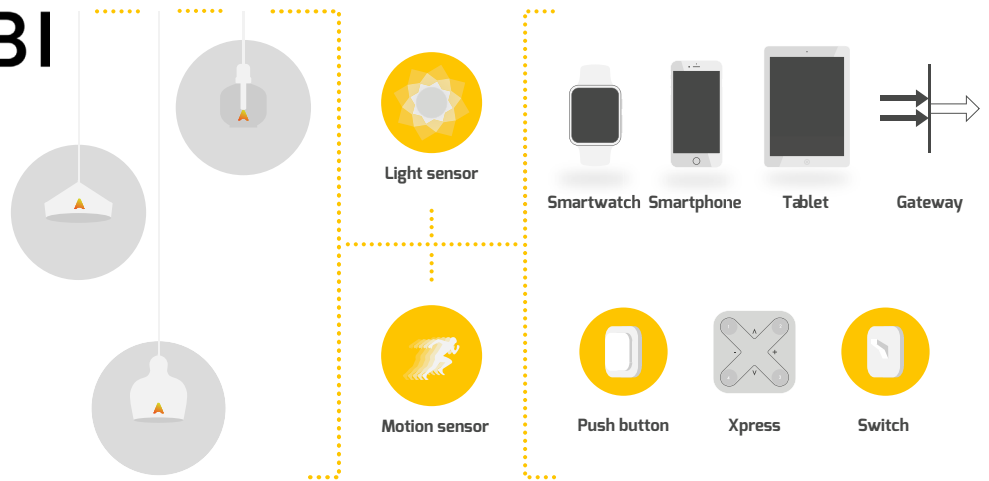 BI
Light sensor
Smartwatch Smartphone Tablet Gateway
Motion sensor
Push button Xpress Switch